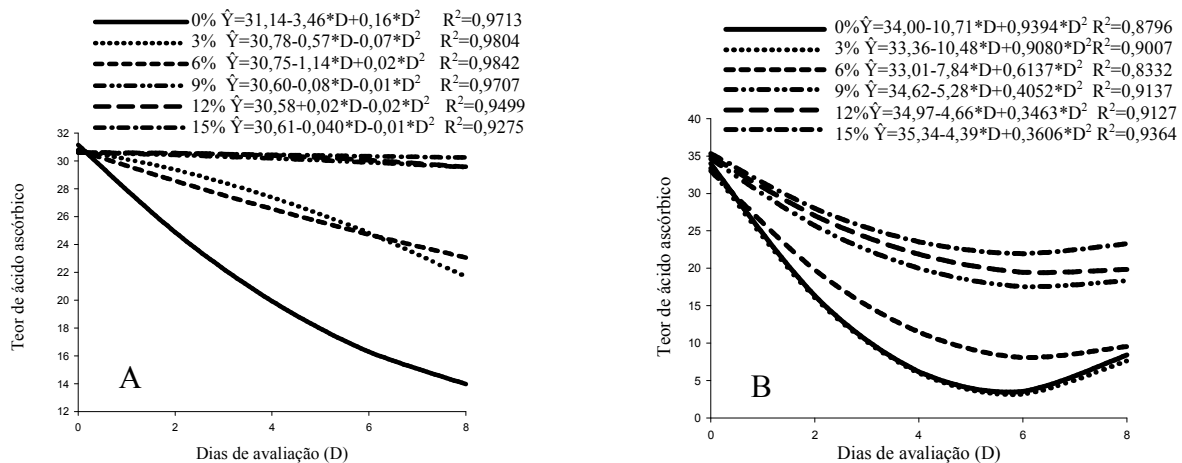 0% Ŷ=31,14-3,46*D+0,16*D² R²=0,9713
3% Ŷ=30,78-0,57*D-0,07*D² R²=0,9804
6% Ŷ=30,75-1,14*D+0,02*D² R²=0,9842
9% Ŷ=30,60-0,08*D-0,01*D² R²=0,9707
12% Ŷ=30,58+0,02*D-0,02*D² R²=0,9499
15% Ŷ=30,61-0,040*D-0,01*D² R²=0,9275
32
30
28
26
24
22
20
18
16
14
12
Teor de ácido ascórbico
A
0 2 4 6 8
Dias de avaliação (D)
0%Ŷ=34,00-10,71*D+0,9394*D² R²=0,8796
3% Ŷ=33,36-10,48*D+0,9080*D²R²=0,9007
6% Ŷ=33,01-7,84*D+0,6137*D² R²=0,8332
9% Ŷ=34,62-5,28*D+0,4052*D² R²=0,9137
12%Ŷ=34,97-4,66*D+0,3463*D² R²=0,9127
15% Ŷ=35,34-4,39*D+0,3606*D² R²=0,9364
40
35
30
25
20
15
10
5
0
Teor de ácido ascórbico
B
0 2 4 6 8
Dias de avaliação (D)